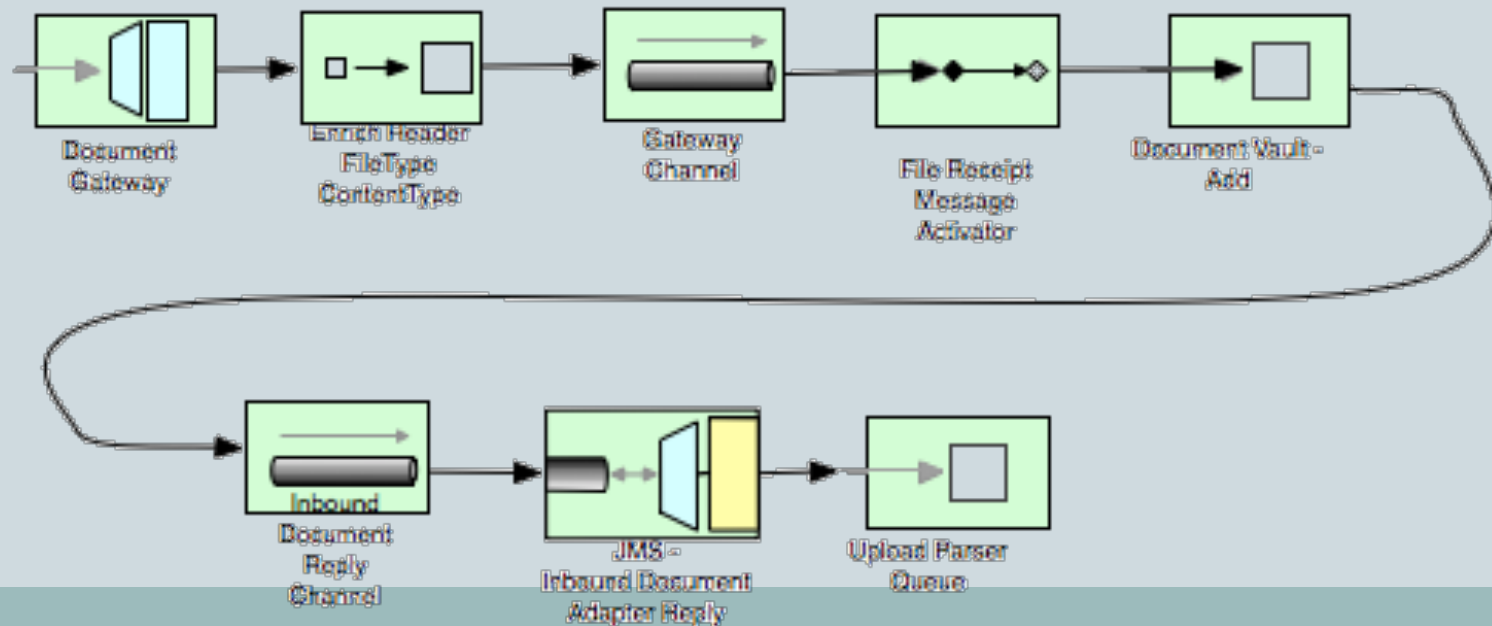 Document
Gateway
Enrich Header
FileType
ContentType
Gateway
Channel
File Receipt
Message
Activator
Document Vault -
Add
Inbound
Document
Reply
Channel
JMS -
Inbound Document
Adapter Reply
Upload Parser
Queue